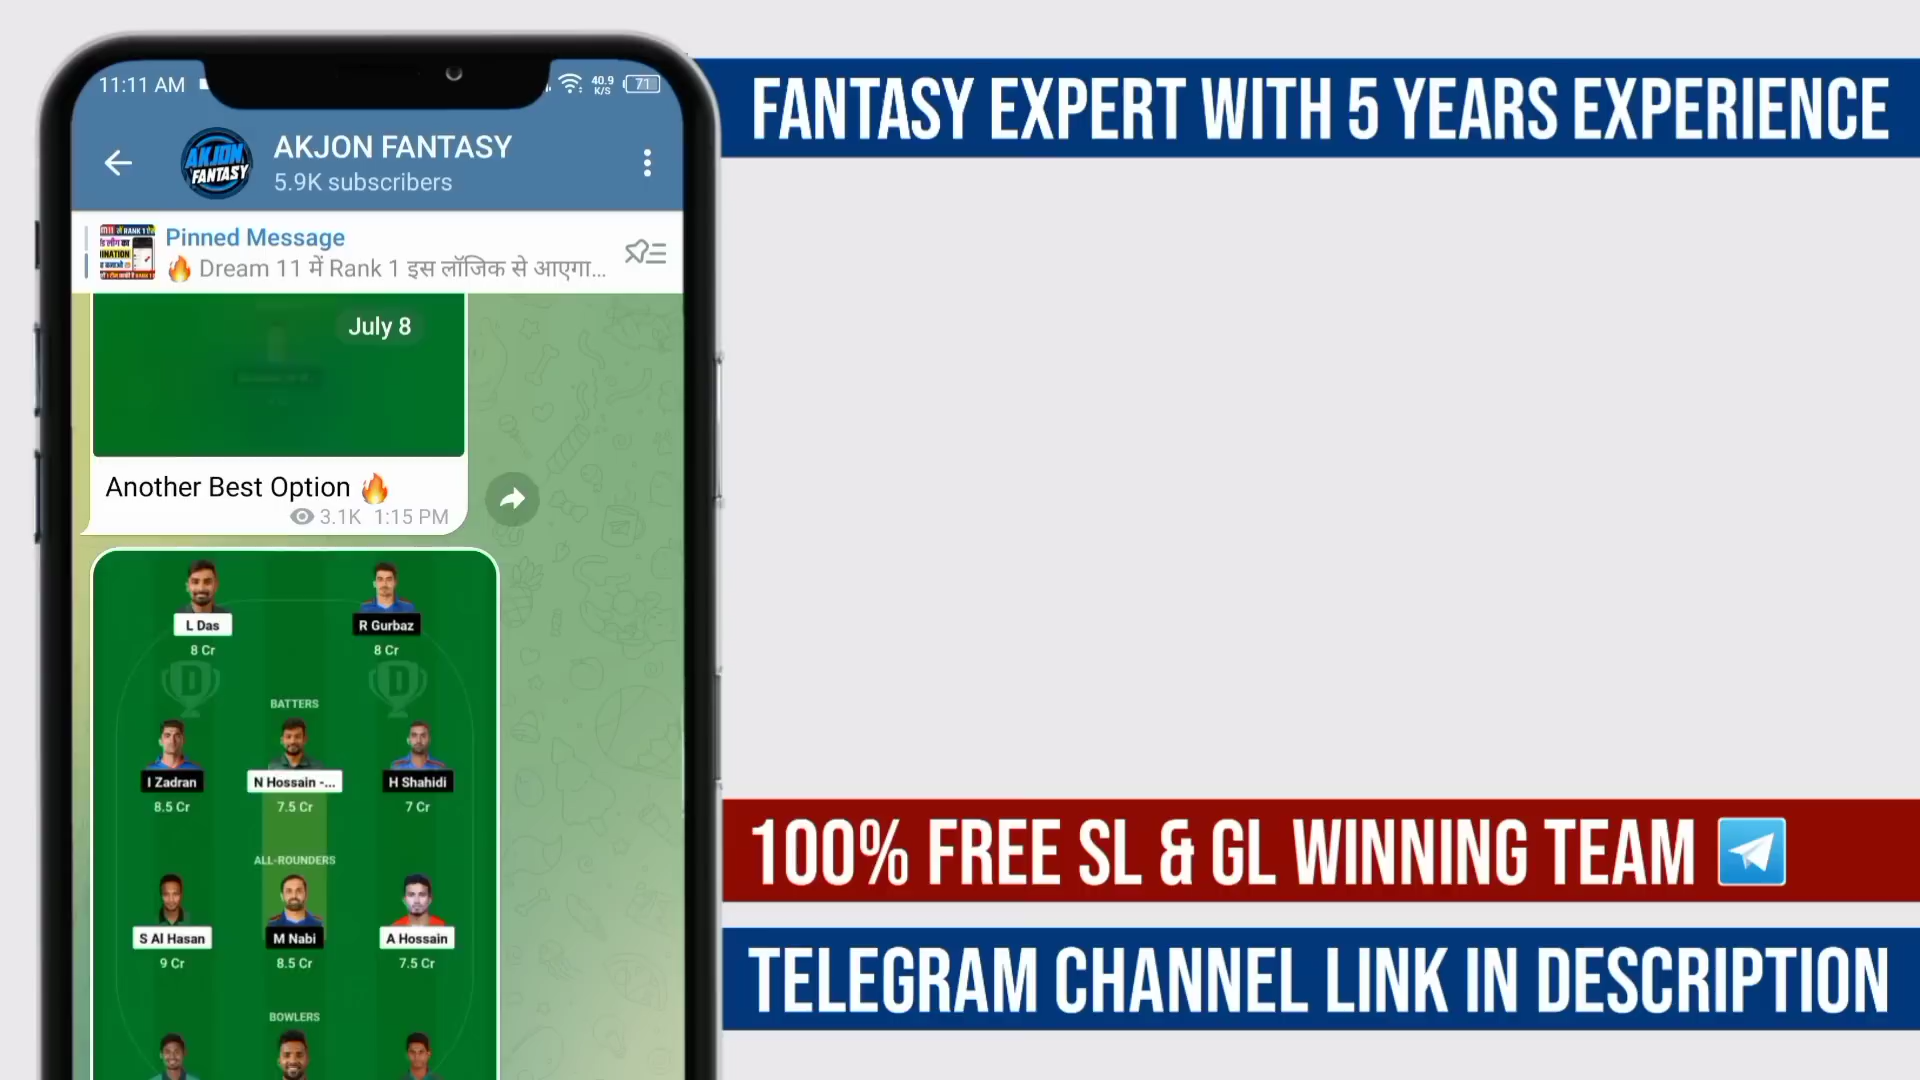 FANTASY EXPERT WITH 5 YEARS EXPERIENCE
11:11 AM
40.9 K/S
71
AKJON FANTASY
AKJON FANTASY
5.9K subscribers
Pinned Message
🔥 Dream 11 में Rank 1 इस लॉजिक से आएगा...
July 8
Another Best Option 🔥
3.1K 1:15 PM
L Das R Gurbaz
8 Cr 8 Cr
D D
BATTERS
I Zadran N Hossain -... H Shahidi
8.5 Cr 7.5 Cr 7 Cr
ALL-ROUNDERS
S Al Hasan M Nabi A Hossain
9 Cr 8.5 Cr 7.5 Cr
BOWLERS
100% FREE SL & GL WINNING TEAM
TELEGRAM CHANNEL LINK IN DESCRIPTION